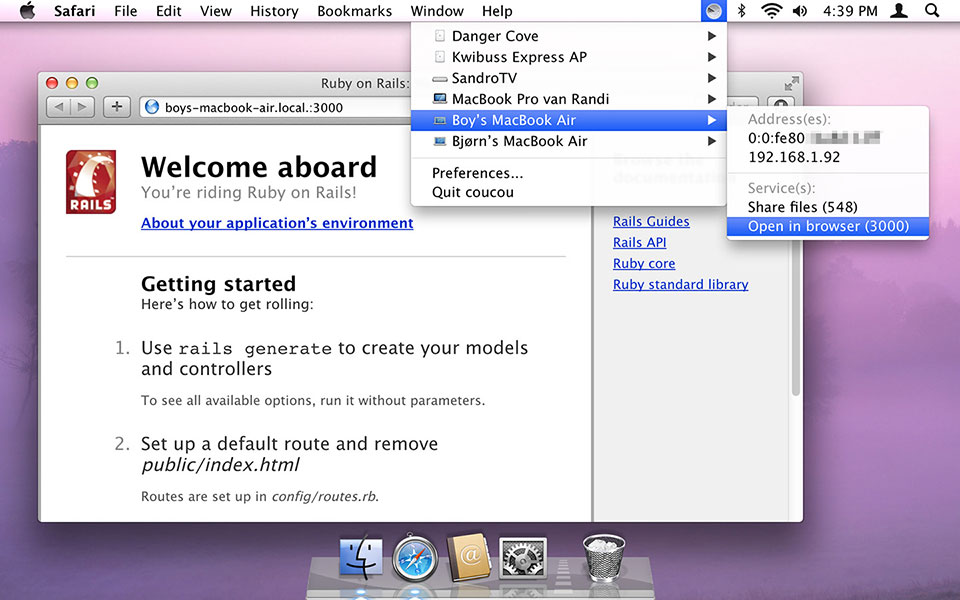 Safari File Edit View History Bookmarks Window Help 4:39 PM
Danger Cove
Kwibuss Express AP
SandroTV
MacBook Pro van Randi
Boy's MacBook Air
Bjørn's MacBook Air
Preferences...
Quit coucou
Address(es):
0:0:fe80
192.168.1.92
Service(s):
Share files (548)
Open in browser (3000)
Ruby on Rails:
boys-macbook-air.local.:3000
RAILS
Welcome aboard
You're riding Ruby on Rails!
About your application's environment
Getting started
Here's how to get rolling:
1. Use rails generate to create your models
and controllers
To see all available options, run it without parameters.
2. Set up a default route and remove
public/index.html
Routes are set up in config/routes.rb.
Browse the
documentation
Rails Guides
Rails API
Ruby core
Ruby standard library